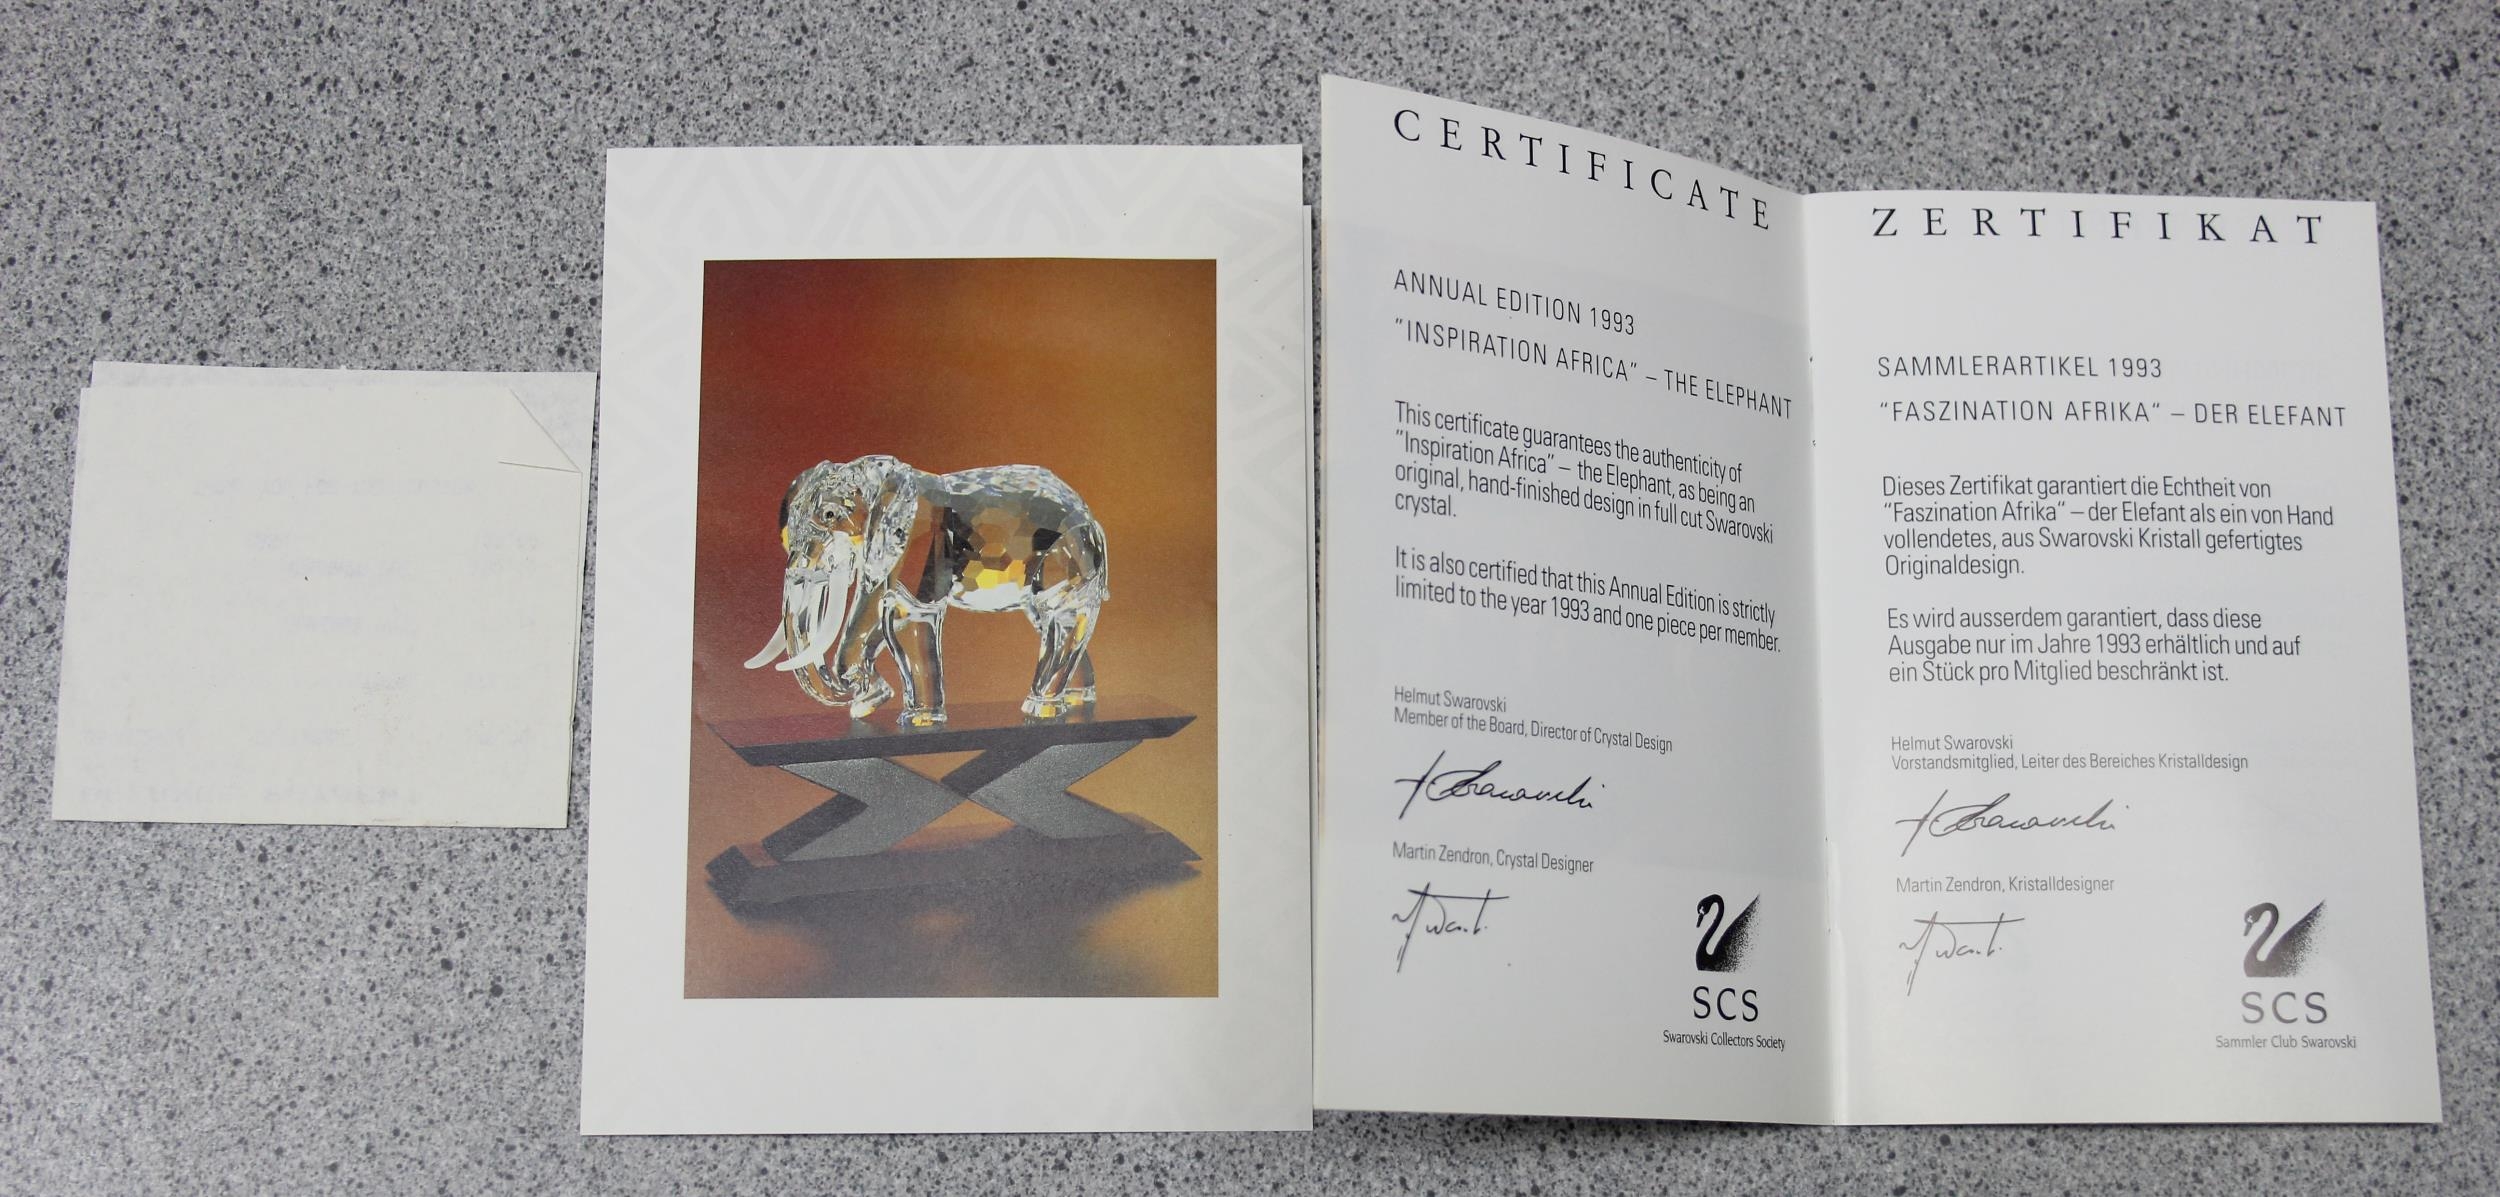 CERTIFICATE
ANNUAL EDITION 1993
"INSPIRATION AFRICA" – THE ELEPHANT
This certificate guarantees the authenticity of
"Inspiration Africa" – the Elephant, as being an
original, hand-finished design in full cut Swarovski
crystal.
It is also certified that this Annual Edition is strictly
limited to the year 1993 and one piece per member.
Helmut Swarovski
Member of the Board, Director of Crystal Design
Martin Zendron, Crystal Designer
SCS
Swarovski Collectors Society
ZERTIFIKAT
SAMMLERARTIKEL 1993
"FASZINATION AFRIKA" – DER ELEFANT
Dieses Zertifikat garantiert die Echtheit von
"Faszination Afrika" – der Elefant als ein von Hand
vollendetes, aus Swarovski Kristall gefertigtes
Originaldesign.
Es wird ausserdem garantiert, dass diese
Ausgabe nur im Jahre 1993 erhältlich und auf
ein Stück pro Mitglied beschränkt ist.
Helmut Swarovski
Vorstandsmitglied, Leiter des Bereiches Kristalldesign
Martin Zendron, Kristalldesigner
SCS
Sammler Club Swarovski